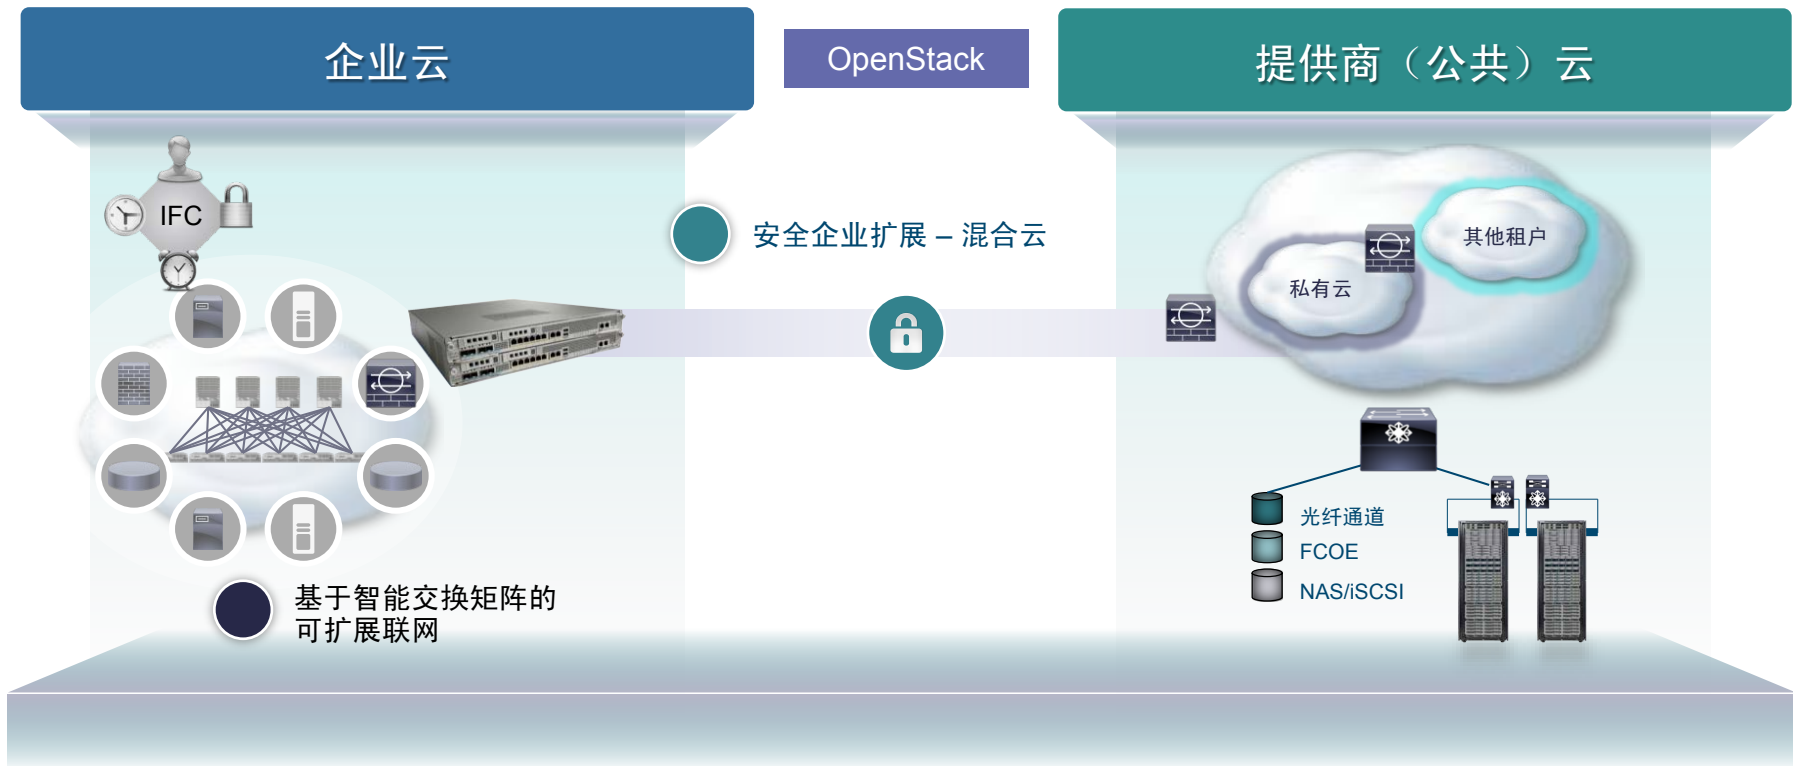 企业云
OpenStack
提供商（公共）云
IFC
安全企业扩展 – 混合云
其他租户
私有云
光纤通道
FCOE
NAS/iSCSI
基于智能交换矩阵的
可扩展联网